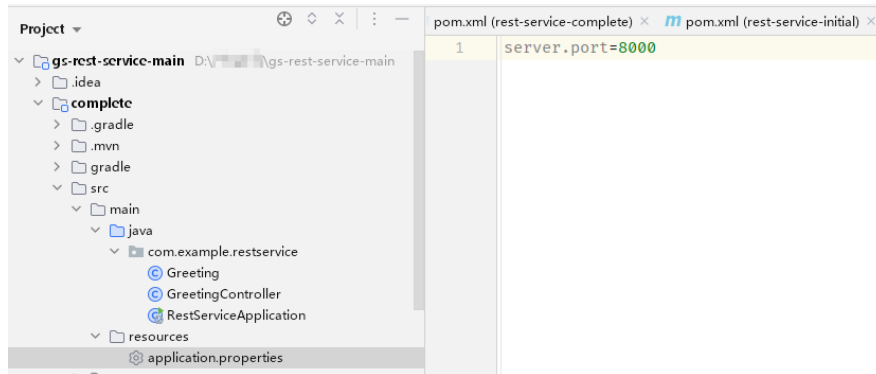 Project
pom.xml (rest-service-complete)
m pom.xml (rest-service-initial)
gs-rest-service-main D:\ \gs-rest-service-main
.idea
complete
.gradle
.mvn
gradle
src
main
java
com.example.restservice
C Greeting
C GreetingController
C RestServiceApplication
resources
application.properties
1 server.port=8000